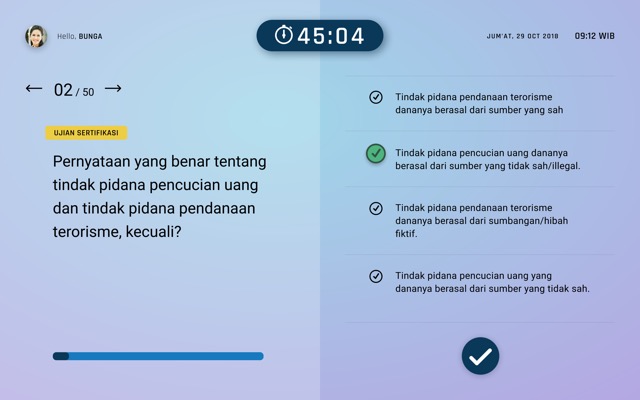 Hello, BUNGA
45:04
JUM'AT, 29 OCT 2018 09:12 WIB
02 / 50
UJIAN SERTIFIKASI
Pernyataan yang benar tentang
tindak pidana pencucian uang
dan tindak pidana pendanaan
terorisme, kecuali?
Tindak pidana pendanaan terorisme
dananya berasal dari sumber yang sah
Tindak pidana pencucian uang dananya
berasal dari sumber yang tidak sah/illegal.
Tindak pidana pendanaan terorisme
dananya berasal dari sumbangan/hibah
fiktif.
Tindak pidana pencucian uang yang
dananya berasal dari sumber yang tidak sah.